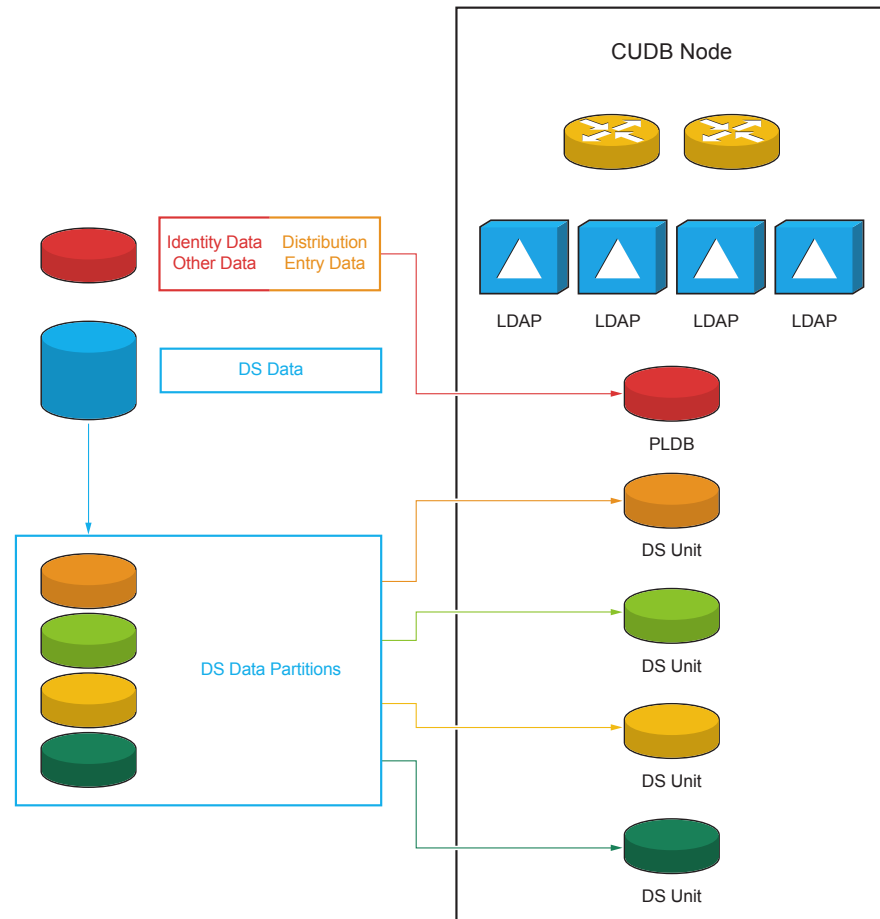 CUDB Node
Identity Data
Other Data
Distribution
Entry Data
LDAP
LDAP
LDAP
LDAP
DS Data
PLDB
DS Unit
DS Unit
DS Data Partitions
DS Unit
DS Unit